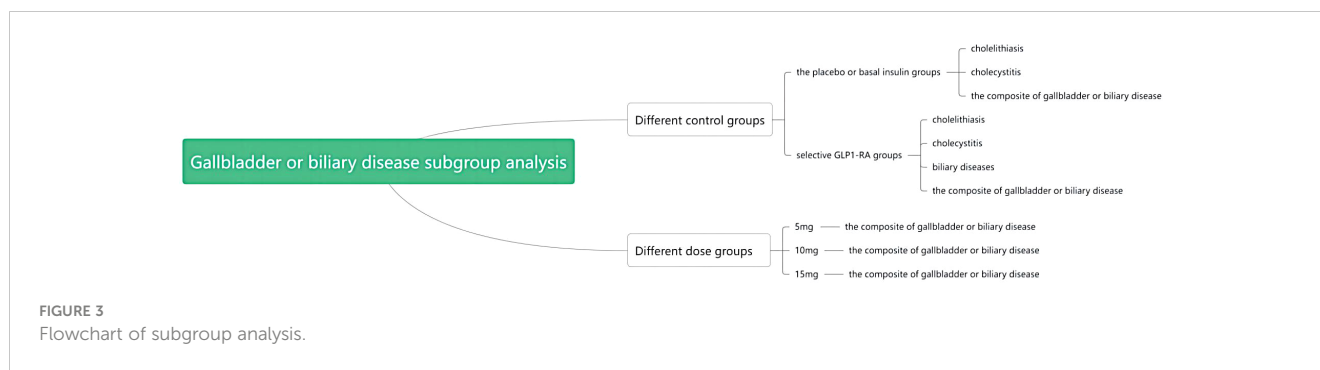 Gallbladder or biliary disease subgroup analysis
Different control groups
the placebo or basal insulin groups
cholelithiasis
cholecystitis
the composite of gallbladder or biliary disease
selective GLP1-RA groups
cholelithiasis
cholecystitis
biliary diseases
the composite of gallbladder or biliary disease
Different dose groups
5mg
the composite of gallbladder or biliary disease
10mg
the composite of gallbladder or biliary disease
15mg
the composite of gallbladder or biliary disease
FIGURE 3
Flowchart of subgroup analysis.